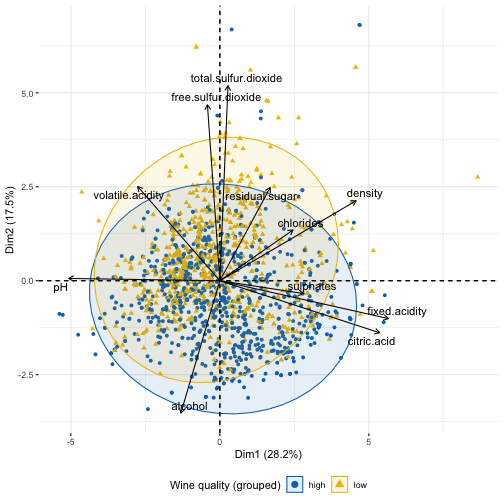 total.sulfur.dioxide
free.sulfur.dioxide
volatile.acidity
residual.sugar
density
chlorides
pH
sulphates
fixed.acidity
citric.acid
alcohol
5.0
2.5
0.0
-2.5
Dim2 (17.5%)
-5
0
5
Dim1 (28.2%)
Wine quality (grouped)
high
low